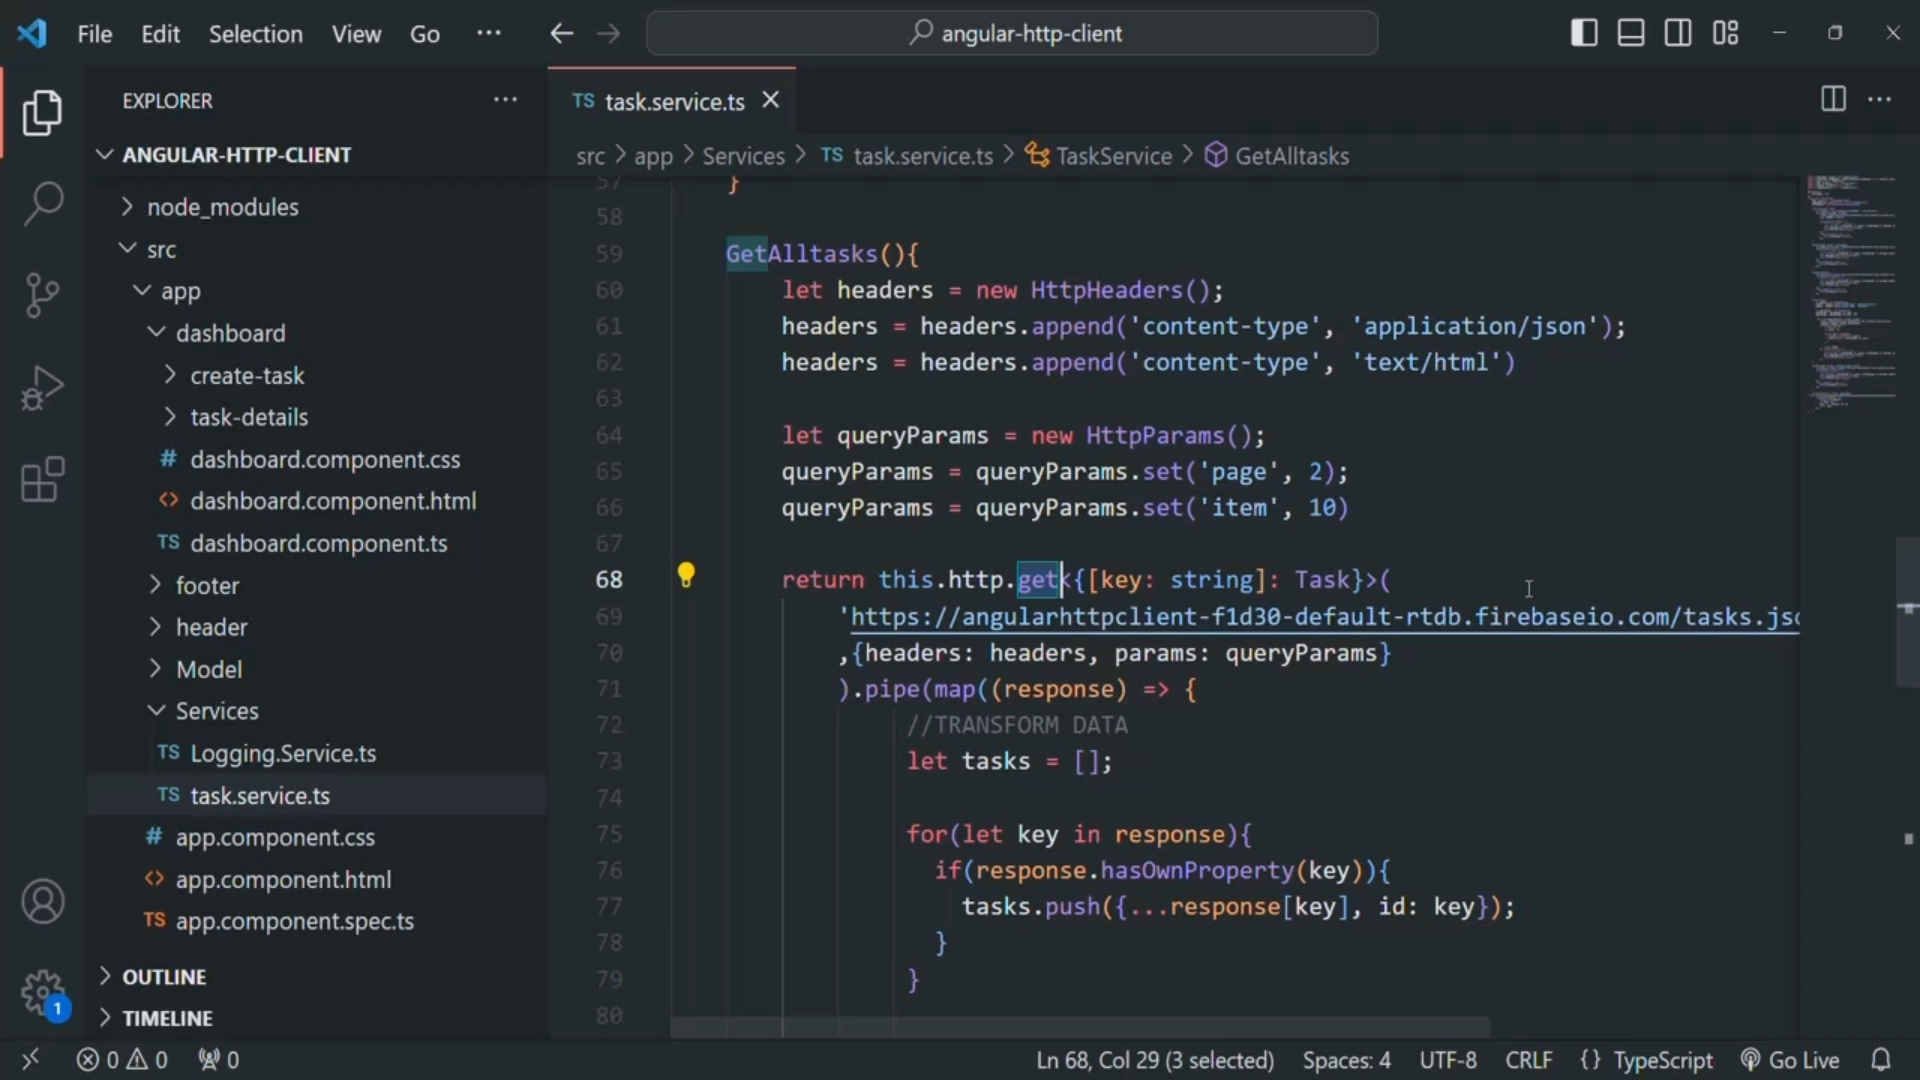 File Edit Selection View Go ··· angular-http-client
EXPLORER ···
ANGULAR-HTTP-CLIENT
node_modules
src
app
dashboard
create-task
task-details
# dashboard.component.css
<> dashboard.component.html
TS dashboard.component.ts
footer
header
Model
Services
TS Logging.Service.ts
TS task.service.ts
# app.component.css
<> app.component.html
TS app.component.spec.ts
OUTLINE
TIMELINE
1
TS task.service.ts
src > app > Services > TS task.service.ts > TaskService > GetAlltasks
57 }
58
59 GetAlltasks(){
60 let headers = new HttpHeaders();
61 headers = headers.append('content-type', 'application/json');
62 headers = headers.append('content-type', 'text/html')
63
64 let queryParams = new HttpParams();
65 queryParams = queryParams.set('page', 2);
66 queryParams = queryParams.set('item', 10)
67
68 return this.http.get<{[key: string]: Task}>(
69 'https://angularhttpclient-f1d30-default-rtdb.firebaseio.com/tasks.jso
70 ,{headers: headers, params: queryParams}
71 ).pipe(map((response) => {
72 //TRANSFORM DATA
73 let tasks = [];
74
75 for(let key in response){
76 if(response.hasOwnProperty(key)){
77 tasks.push({...response[key], id: key});
78 }
79 }
80
0 0 0 Ln 68, Col 29 (3 selected) Spaces: 4 UTF-8 CRLF {} TypeScript Go Live